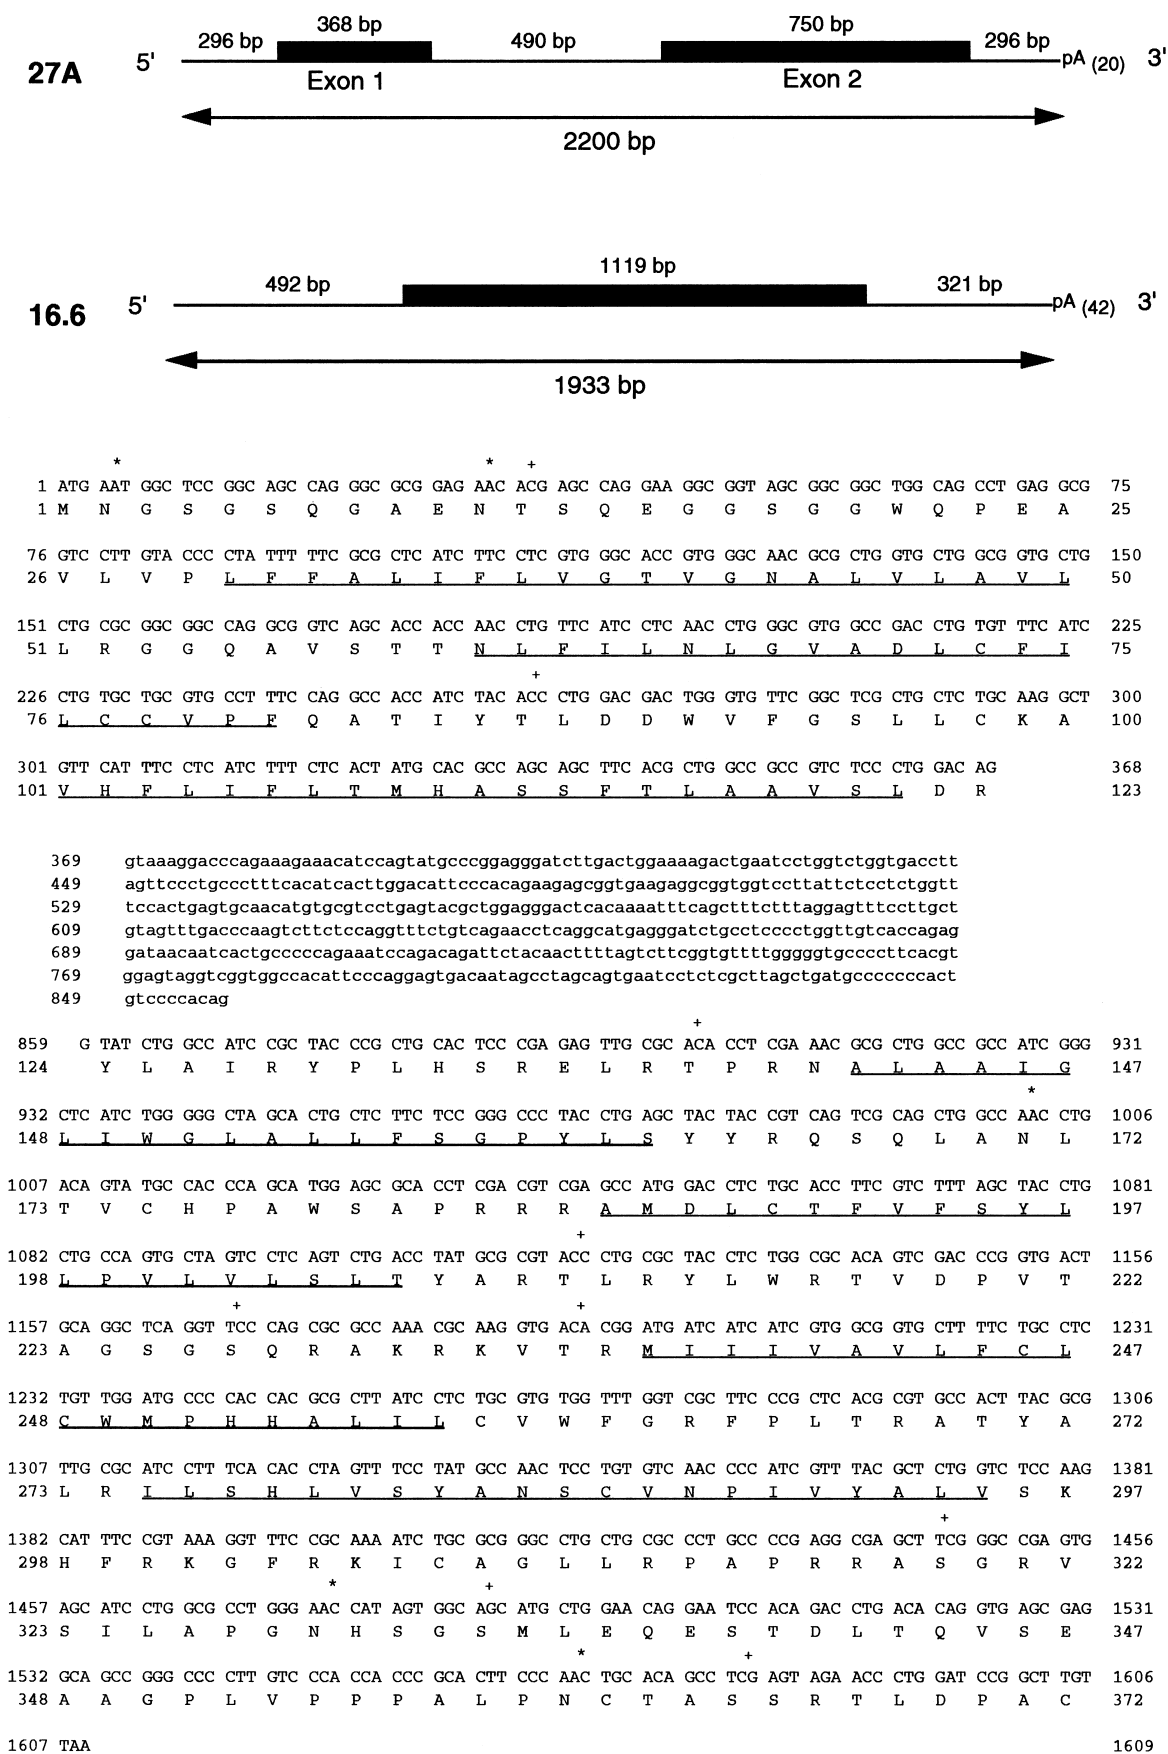 296 bp 368 bp 490 bp 750 bp 296 bp
27A 5' pA (20) 3'
Exon 1 Exon 2
2200 bp
492 bp 1119 bp 321 bp
16.6 5' pA (42) 3'
1933 bp
* * +
1 ATG AAT GGC TCC GGC AGC CAG GGC GCG GAG AAC ACG AGC CAG GAA GGC GGT AGC GGC GGC TGG CAG CCT GAG GCG 75
1 M N G S G S Q G A E N T S Q E G G S G G W Q P E A 25
76 GTC CTT GTA CCC CTA TTT TTC GCG CTC ATC TTC CTC GTG GGC ACC GTG GGC AAC GCG CTG GTG CTG GCG GTG CTG 150
26 V L V P L F F A L I F L V G T V G N A L V L A V L 50
151 CTG CGC GGC GGC CAG GCG GTC AGC ACC ACC AAC CTG TTC ATC CTC AAC CTG GGC GTG GCC GAC CTG TGT TTC ATC 225
51 L R G G Q A V S T T N L F I L N L G V A D L C F I 75
+
226 CTG TGC TGC GTG CCT TTC CAG GCC ACC ATC TAC ACC CTG GAC GAC TGG GTG TTC GGC TCG CTG CTC TGC AAG GCT 300
76 L C C V P F Q A T I Y T L D D W V F G S L L C K A 100
301 GTT CAT TTC CTC ATC TTT CTC ACT ATG CAC GCC AGC AGC TTC ACG CTG GCC GCC GTC TCC CTG GAC AG 368
101 V H F L I F L T M H A S S F T L A A V S L D R 123
369 gtaaaggacccagaaagaaacatccagtatgcccggagggatcttgactggaaaagactgaatcctggtctggtgacctt
449 agttccctgccctttcacatcacttggacattcccacagaagagcggtgaagaggcggtggtccttattctcctctggtt
529 tccactgagtgcaacatgtgcgtcctgagtacgctggagggactcacaaaatttcagctttctttaggagtttccttgct
609 gtagtttgacccaagtcttctccaggtttctgtcagaacctcaggcatgagggatctgcctcccctggttgtcaccagag
689 gataacaatcactgcccccagaaatccagacagattctacaacttttagtcttcggtgttttgggggtgccccttcacgt
769 ggagtaggtcggtggccacattcccaggagtgacaatagcctagcagtgaatcctctcgcttagctgatgcccccccact
849 gtccccacag
+
859 G TAT CTG GCC ATC CGC TAC CCG CTG CAC TCC CGA GAG TTG CGC ACA CCT CGA AAC GCG CTG GCC GCC ATC GGG 931
124 Y L A I R Y P L H S R E L R T P R N A L A A I G 147
*
932 CTC ATC TGG GGG CTA GCA CTG CTC TTC TCC GGG CCC TAC CTG AGC TAC TAC CGT CAG TCG CAG CTGGCC AAC CTG 1006
148 L I W G L A L L F S G P Y L S Y Y R Q S Q L A N L 172
1007 ACA GTA TGC CAC CCA GCA TGG AGC GCA CCT CGA CGT CGA GCC ATG GAC CTC TGC ACC TTC GTC TTT AGC TAC CTG 1081
173 T V C H P A W S A P R R R A M D L C T F V F S Y L 197
+
1082 CTG CCA GTG CTA GTC CTC AGT CTG ACC TAT GCG CGT ACC CTG CGC TAC CTC TGG CGC ACA GTC GAC CCG GTG ACT 1156
198 L P V L V L S L T Y A R T L R Y L W R T V D P V T 222
+ +
1157 GCA GGC TCA GGT TCC CAG CGC GCC AAA CGC AAG GTG ACA CGG ATG ATC ATC ATC GTG GCG GTG CTT TTC TGC CTC 1231
223 A G S G S Q R A K R K V T R M I I I V A V L F C L 247
1232 TGT TGG ATG CCC CAC CAC GCG CTT ATC CTC TGC GTG TGG TTT GGT CGC TTC CCG CTC ACG CGT GCC ACT TAC GCG 1306
248 C W M P H H A L I L C V W F G R F P L T R A T Y A 272
1307 TTG CGC ATC CTT TCA CAC CTA GTT TCC TAT GCC AAC TCC TGT GTC AAC CCC ATC GTT TAC GCT CTG GTC TCC AAG 1381
273 L R I L S H L V S Y A N S C V N P I V Y A L V S K 297
+
1382 CAT TTC CGT AAA GGT TTC CGC AAA ATC TGC GCG GGC CTG CTG CGC CCT GCC CCG AGG CGA GCT TCG GGC CGA GTG 1456
298 H F R K G F R K I C A G L L R P A P R R A S G R V 322
* +
1457 AGC ATC CTG GCG CCT GGG AAC CAT AGT GGC AGC ATG CTG GAA CAG GAA TCC ACA GAC CTG ACA CAG GTG AGC GAG 1531
323 S I L A P G N H S G S M L E Q E S T D L T Q V S E 347
* +
1532 GCA GCC GGG CCC CTT GTC CCA CCA CCC GCA CTT CCC AAC TGC ACA GCC TCG AGT AGA ACC CTG GAT CCG GCT TGT 1606
348 A A G P L V P P P A L P N C T A S S R T L D P A C 372
1607 TAA 1609